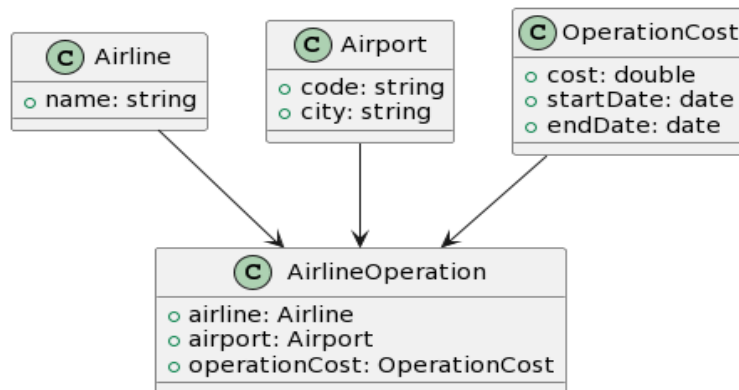 C Airline
+ name: string
C Airport
+ code: string
+ city: string
C OperationCost
+ cost: double
+ startDate: date
+ endDate: date
C AirlineOperation
+ airline: Airline
+ airport: Airport
+ operationCost: OperationCost